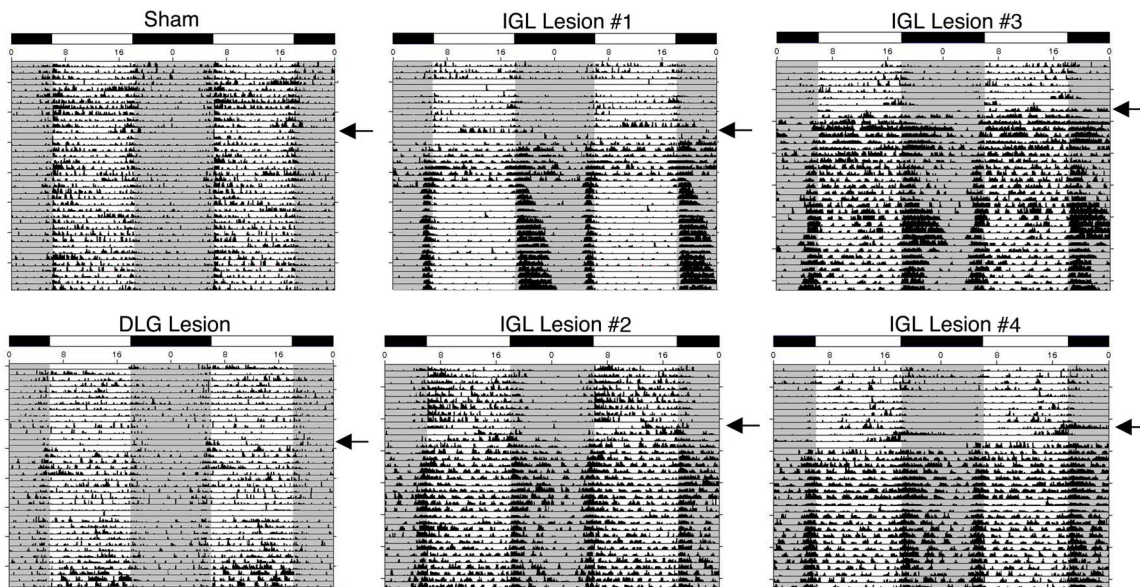 Sham
0 8 16 0 8 16 0
IGL Lesion #1
0 8 16 0 8 16 0
IGL Lesion #3
0 8 16 0 8 16 0
DLG Lesion
0 8 16 0 8 16 0
IGL Lesion #2
0 8 16 0 8 16 0
IGL Lesion #4
0 8 16 0 8 16 0